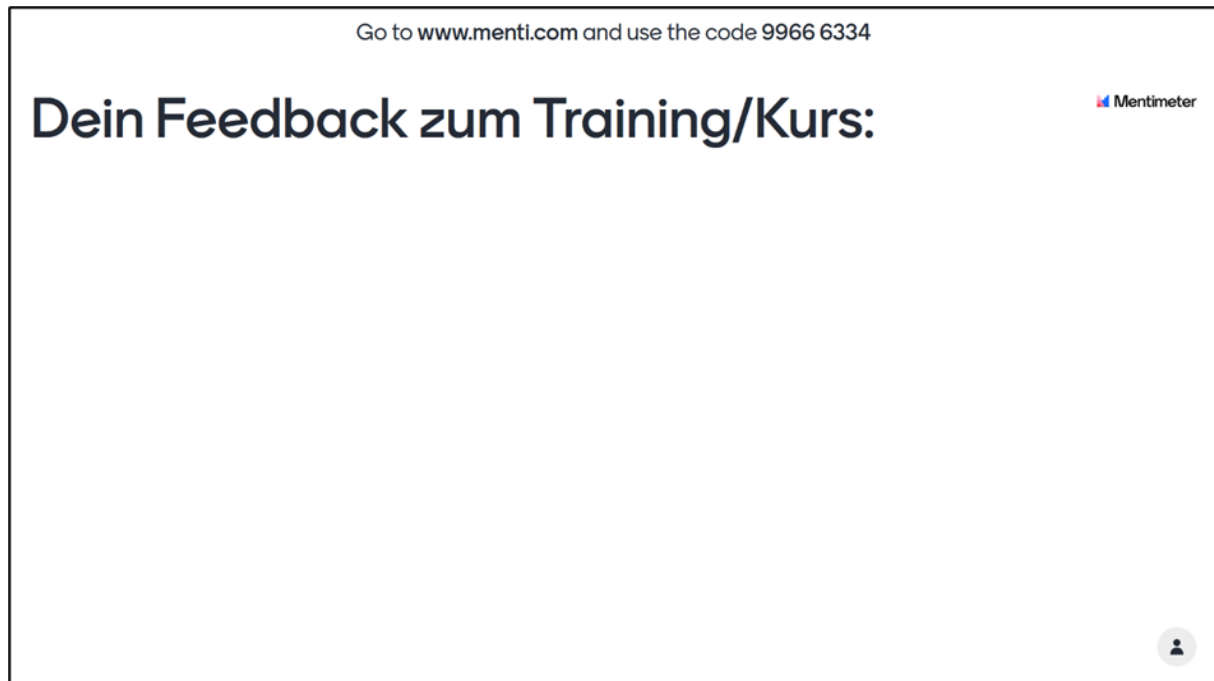 Go to www.menti.com and use the code 9966 6334
Dein Feedback zum Training/Kurs:
Mentimeter